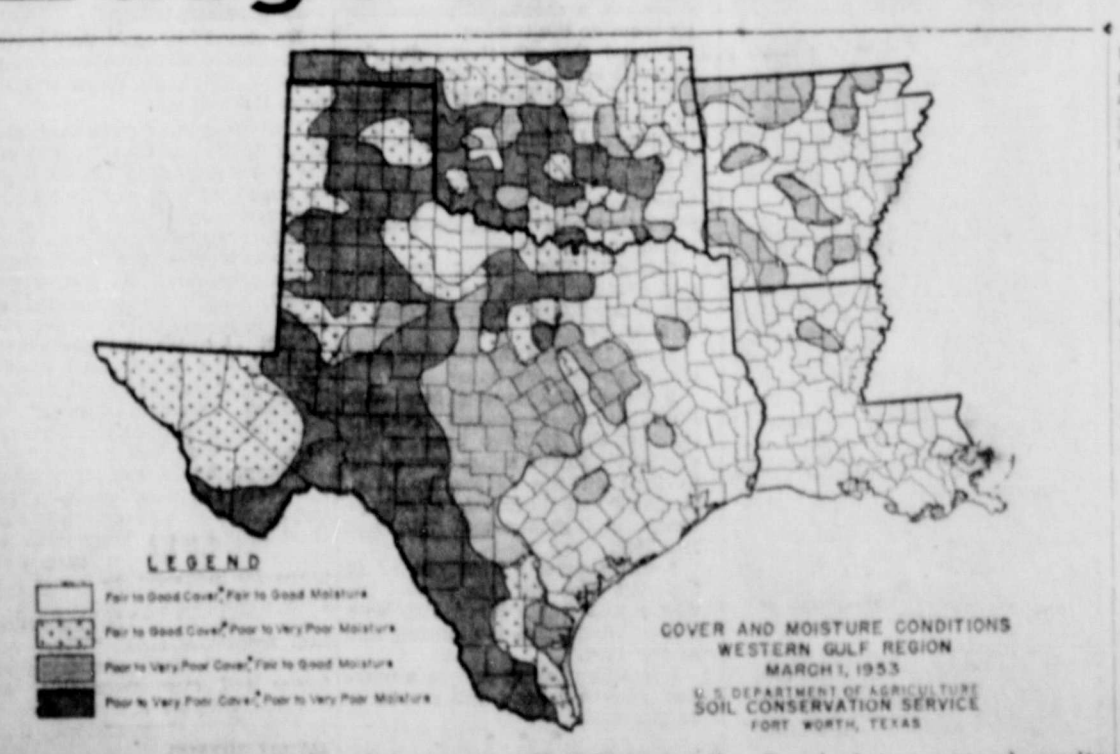 LEGEND
Fair to Good Cover,* Fair to Good Moisture
Fair to Good Cover,* Poor to Very Poor Moisture
Poor to Very Poor Cover,* Fair to Good Moisture
Poor to Very Poor Cover,* Poor to Very Poor Moisture
COVER AND MOISTURE CONDITIONS
WESTERN GULF REGION
MARCH 1, 1953
U. S. DEPARTMENT OF AGRICULTURE
SOIL CONSERVATION SERVICE
FORT WORTH, TEXAS